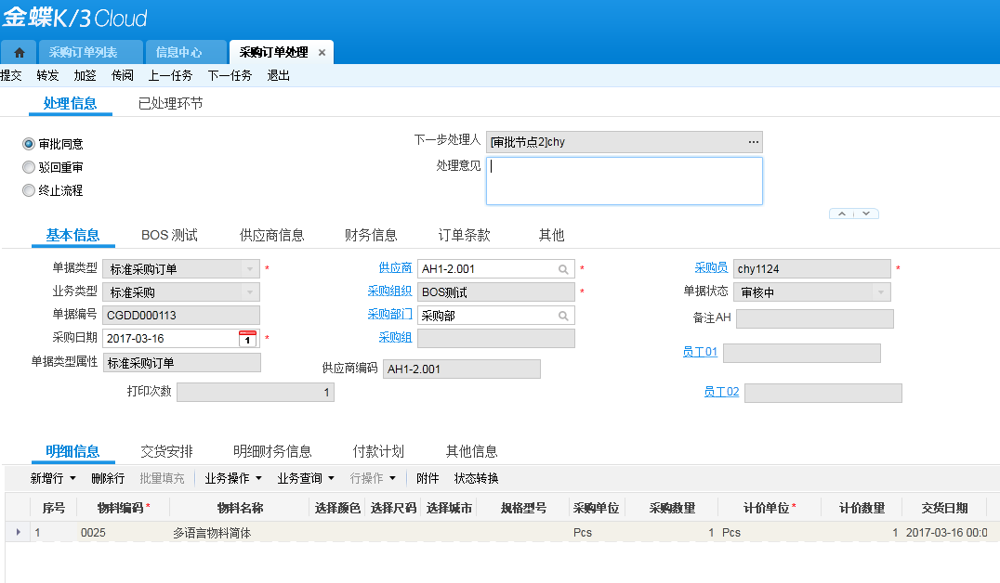 金蝶K/3 Cloud
采购订单列表 信息中心 采购订单处理 ×
提交 转发 加签 传阅 上一任务 下一任务 退出
处理信息 已处理环节
审批同意 下一步处理人 [审批节点2]chy ...
驳回重审 处理意见
终止流程
基本信息 BOS 测试 供应商信息 财务信息 订单条款 其他
单据类型 标准采购订单 * 供应商 AH1-2.001 * 采购员 chy1124 *
业务类型 标准采购 采购组织 BOS测试 * 单据状态 审核中
单据编号 CGDD000113 采购部门 采购部 备注AH
采购日期 2017-03-16 1 * 采购组 员工01
单据类型属性 标准采购订单 供应商编码 AH1-2.001
打印次数 1 员工02
明细信息 交货安排 明细财务信息 付款计划 其他信息
新增行 删除行 批量填充 业务操作 业务查询 行操作 附件 状态转换
序号 物料编码* 物料名称 选择颜色 选择尺码 选择城市 规格型号 采购单位 采购数量 计价单位* 计价数量 交货日期
1 0025 多语言物料简体 Pcs 1 Pcs 1 2017-03-16 00:0